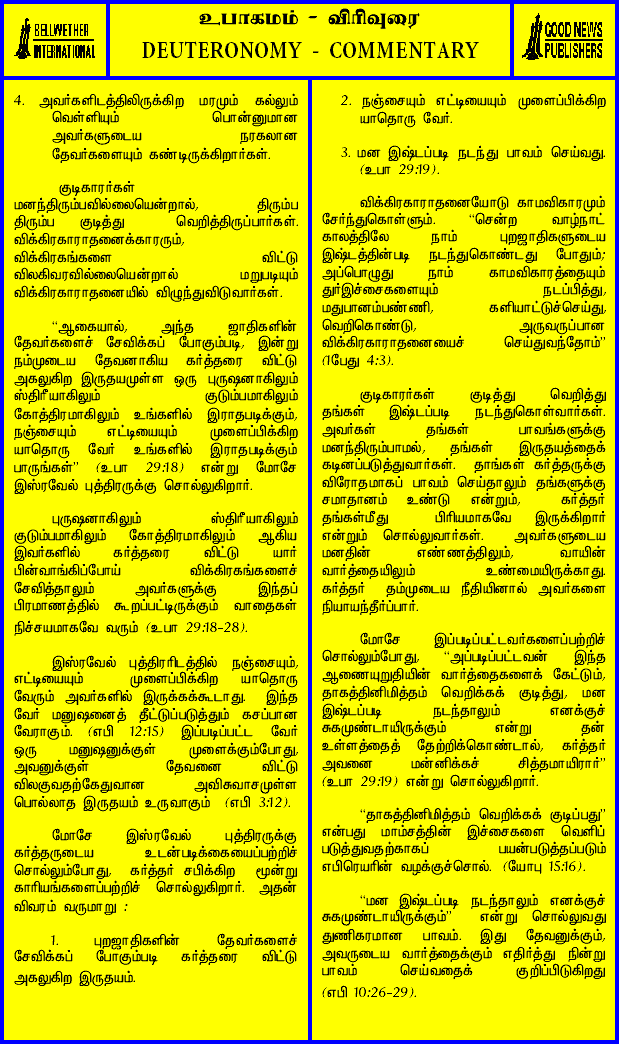 BELLWETHER
INTERNATIONAL
உபாகமம் - விரிவுரை
DEUTERONOMY - COMMENTARY
GOOD NEWS
PUBLISHERS
4. அவர்களிடத்திலிருக்கிற மரமும் கல்லும்
வெள்ளியும் பொன்னுமான
அவர்களுடைய நரகலான
தேவர்களையும் கண்டிருக்கிறார்கள்.
குடிகாரர்கள்
மனந்திரும்பவில்லையென்றால், திரும்ப
திரும்ப குடித்து வெறித்திருப்பார்கள்.
விக்கிரகாராதனைக்காரரும்,
விக்கிரகங்களை விட்டு
விலகிவரவில்லையென்றால் மறுபடியும்
விக்கிரகாராதனையில் விழுந்துவிடுவார்கள்.
“ஆகையால், அந்த ஜாதிகளின்
தேவர்களைச் சேவிக்கப் போகும்படி, இன்று
நம்முடைய தேவனாகிய கர்த்தரை விட்டு
அகலுகிற இருதயமுள்ள ஒரு புருஷனாகிலும்
ஸ்திரீயாகிலும் குடும்பமாகிலும்
கோத்திரமாகிலும் உங்களில் இராதபடிக்கும்,
நஞ்சையும் எட்டியையும் முளைப்பிக்கிற
யாதொரு வேர் உங்களில் இராதபடிக்கும்
பாருங்கள்” (உபா 29:18) என்று மோசே
இஸ்ரவேல் புத்திரருக்கு சொல்லுகிறார்.
புருஷனாகிலும் ஸ்திரீயாகிலும்
குடும்பமாகிலும் கோத்திரமாகிலும் ஆகிய
இவர்களில் கர்த்தரை விட்டு யார்
பின்வாங்கிப்போய் விக்கிரகங்களைச்
சேவித்தாலும் அவர்களுக்கு இந்தப்
பிரமாணத்தில் கூறப்பட்டிருக்கும் வாதைகள்
நிச்சயமாகவே வரும் (உபா 29:18-28).
இஸ்ரவேல் புத்திரரிடத்தில் நஞ்சையும்,
எட்டியையும் முளைப்பிக்கிற யாதொரு
வேரும் அவர்களில் இருக்கக்கூடாது. இந்த
வேர் மனுஷனைத் தீட்டுப்படுத்தும் கசப்பான
வேராகும். (எபி 12:15) இப்படிப்பட்ட வேர்
ஒரு மனுஷனுக்குள் முளைக்கும்போது,
அவனுக்குள் தேவனை விட்டு
விலகுவதற்கேதுவான அவிசுவாசமுள்ள
பொல்லாத இருதயம் உருவாகும் (எபி 3:12).
மோசே இஸ்ரவேல் புத்திரருக்கு
கர்த்தருடைய உடன்படிக்கையைப்பற்றிச்
சொல்லும்போது, கர்த்தர் சபிக்கிற மூன்று
காரியங்களைப்பற்றிச் சொல்லுகிறார். அதன்
விவரம் வருமாறு :
1. புறஜாதிகளின் தேவர்களைச்
சேவிக்கப் போகும்படி கர்த்தரை விட்டு
அகலுகிற இருதயம்.
2. நஞ்சையும் எட்டியையும் முளைப்பிக்கிற
யாதொரு வேர்.
3. மன இஷ்டப்படி நடந்து பாவம் செய்வது.
(உபா 29:19).
விக்கிரகாராதனையோடு காமவிகாரமும்
சேர்ந்துகொள்ளும். “சென்ற வாழ்நாட்
காலத்திலே நாம் புறஜாதிகளுடைய
இஷ்டத்தின்படி நடந்துகொண்டது போதும்;
அப்பொழுது நாம் காமவிகாரத்தையும்
துர்இச்சைகளையும் நடப்பித்து,
மதுபானம்பண்ணி, களியாட்டுச்செய்து,
வெறிகொண்டு, அருவருப்பான
விக்கிரகாராதனையைச் செய்துவந்தோம்”
(1பேது 4:3).
குடிகாரர்கள் குடித்து வெறித்து
தங்கள் இஷ்டப்படி நடந்துகொள்வார்கள்.
அவர்கள் தங்கள் பாவங்களுக்கு
மனந்திரும்பாமல், தங்கள் இருதயத்தைக்
கடினப்படுத்துவார்கள். தாங்கள் கர்த்தருக்கு
விரோதமாகப் பாவம் செய்தாலும் தங்களுக்கு
சமாதானம் உண்டு என்றும், கர்த்தர்
தங்கள்மீது பிரியமாகவே இருக்கிறார்
என்றும் சொல்லுவார்கள். அவர்களுடைய
மனதின் எண்ணத்திலும், வாயின்
வார்த்தையிலும் உண்மையிருக்காது.
கர்த்தர் தம்முடைய நீதியினால் அவர்களை
நியாயந்தீர்ப்பார்.
மோசே இப்படிப்பட்டவர்களைப்பற்றிச்
சொல்லும்போது, “அப்படிப்பட்டவன் இந்த
ஆணையுறுதியின் வார்த்தைகளைக் கேட்டும்,
தாகத்தினிமித்தம் வெறிக்கக் குடித்து, மன
இஷ்டப்படி நடந்தாலும் எனக்குச்
சுகமுண்டாயிருக்கும் என்று தன்
உள்ளத்தைத் தேற்றிக்கொண்டால், கர்த்தர்
அவனை மன்னிக்கச் சித்தமாயிரார்”
(உபா 29:19) என்று சொல்லுகிறார்.
“தாகத்தினிமித்தம் வெறிக்கக் குடிப்பது”
என்பது மாம்சத்தின் இச்சைகளை வெளிப்
படுத்துவதற்காகப் பயன்படுத்தப்படும்
எபிரெயரின் வழக்குச்சொல். (யோபு 15:16).
“மன இஷ்டப்படி நடந்தாலும் எனக்குச்
சுகமுண்டாயிருக்கும்” என்று சொல்லுவது
துணிகரமான பாவம். இது தேவனுக்கும்,
அவருடைய வார்த்தைக்கும் எதிர்த்து நின்று
பாவம் செய்வதைக் குறிப்பிடுகிறது
(எபி 10:26-29).